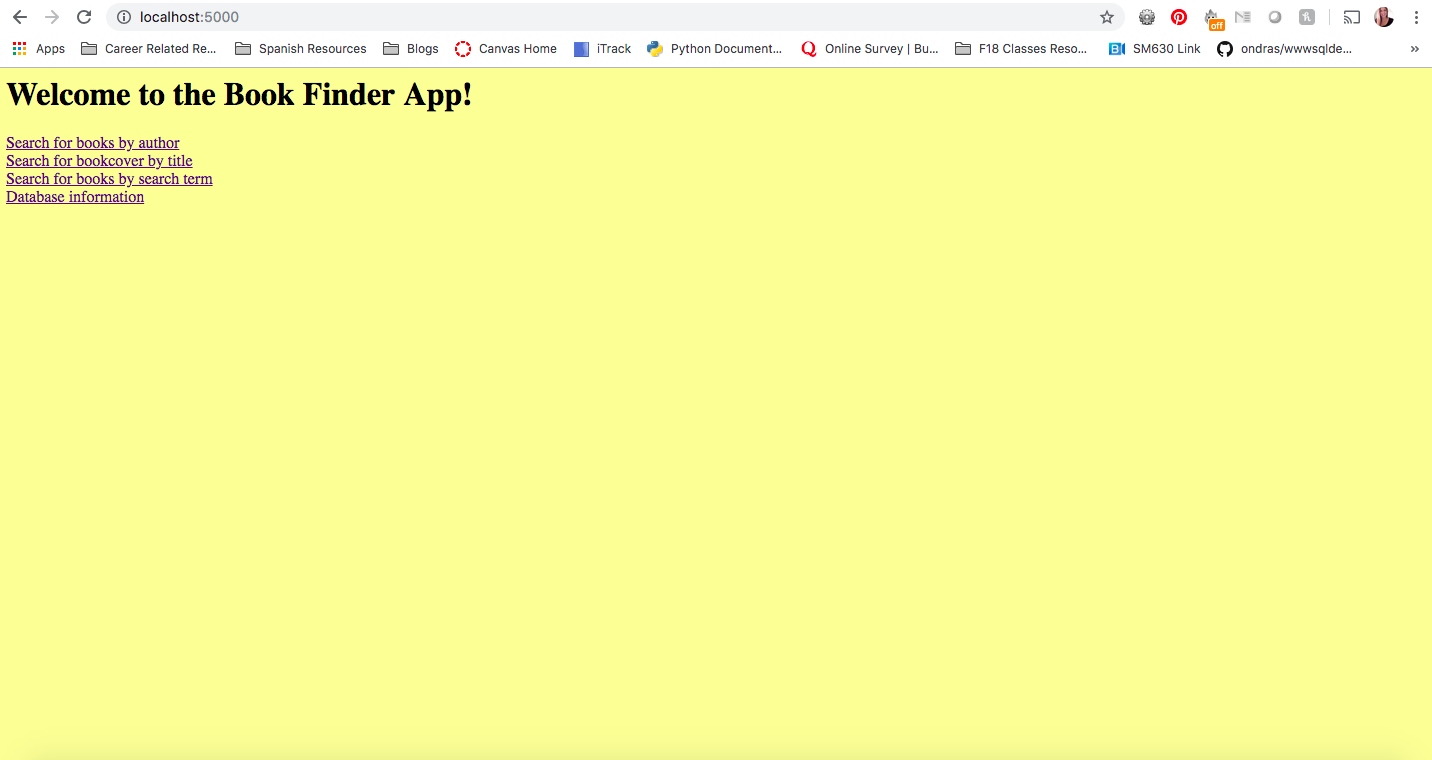 localhost:5000
off
Apps Career Related Re... Spanish Resources Blogs Canvas Home iTrack Python Document... Q Online Survey | Bu... F18 Classes Reso... SM630 Link ondras/wwwsqlde... »
Welcome to the Book Finder App!
Search for books by author
Search for bookcover by title
Search for books by search term
Database information